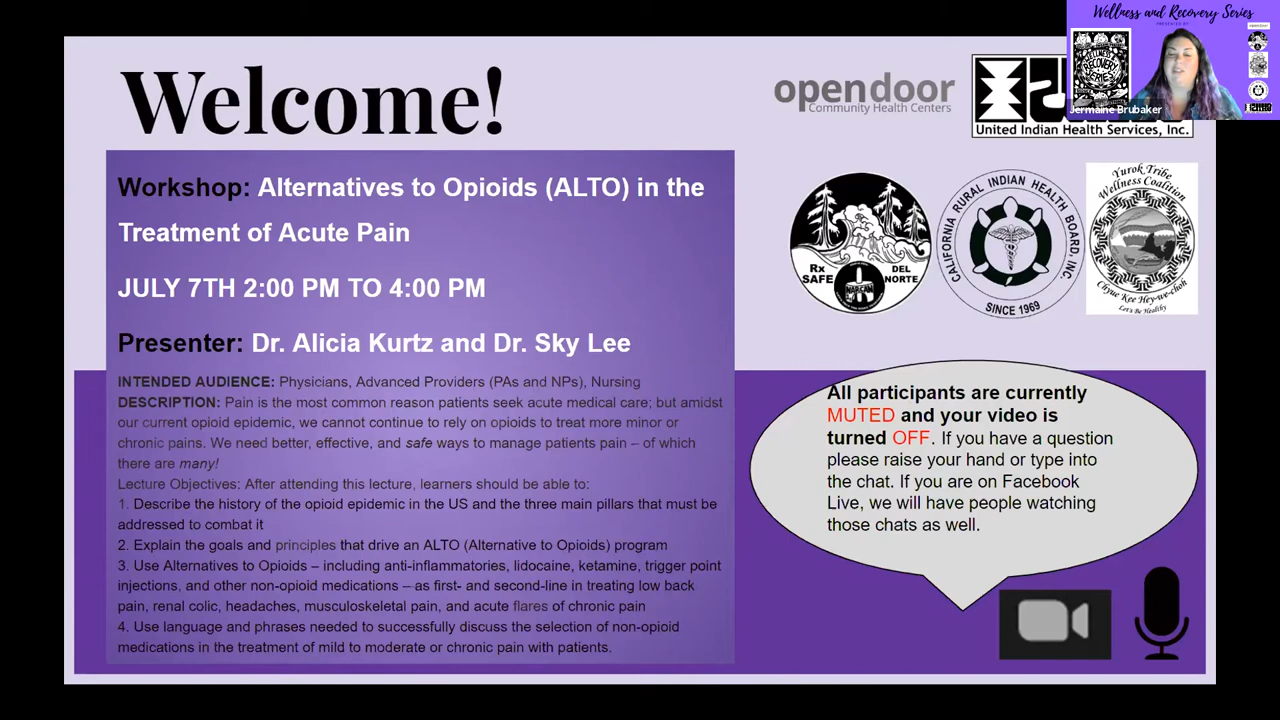 Welcome!
opendoor
Community Health Centers
United Indian Health Services, Inc.
Wellness and Recovery Series
PRESENTED BY
WELLNESS
RECOVERY
SERIES
Jermaine Brubaker
Workshop: Alternatives to Opioids (ALTO) in the
Treatment of Acute Pain
JULY 7TH 2:00 PM TO 4:00 PM
Presenter: Dr. Alicia Kurtz and Dr. Sky Lee
INTENDED AUDIENCE: Physicians, Advanced Providers (PAs and NPs), Nursing
DESCRIPTION: Pain is the most common reason patients seek acute medical care; but amidst
our current opioid epidemic, we cannot continue to rely on opioids to treat more minor or
chronic pains. We need better, effective, and safe ways to manage patients pain – of which
there are many!
Lecture Objectives: After attending this lecture, learners should be able to:
1. Describe the history of the opioid epidemic in the US and the three main pillars that must be
addressed to combat it
2. Explain the goals and principles that drive an ALTO (Alternative to Opioids) program
3. Use Alternatives to Opioids – including anti-inflammatories, lidocaine, ketamine, trigger point
injections, and other non-opioid medications – as first- and second-line in treating low back
pain, renal colic, headaches, musculoskeletal pain, and acute flares of chronic pain
4. Use language and phrases needed to successfully discuss the selection of non-opioid
medications in the treatment of mild to moderate or chronic pain with patients.
Rx
SAFE
DEL
NORTE
CALIFORNIA RURAL INDIAN HEALTH BOARD, INC.
SINCE 1969
Yurok Tribe
Wellness Coalition
Chyue Kee Hey-we-choh
Let's Be Healthy
All participants are currently
MUTED and your video is
turned OFF. If you have a question
please raise your hand or type into
the chat. If you are on Facebook
Live, we will have people watching
those chats as well.